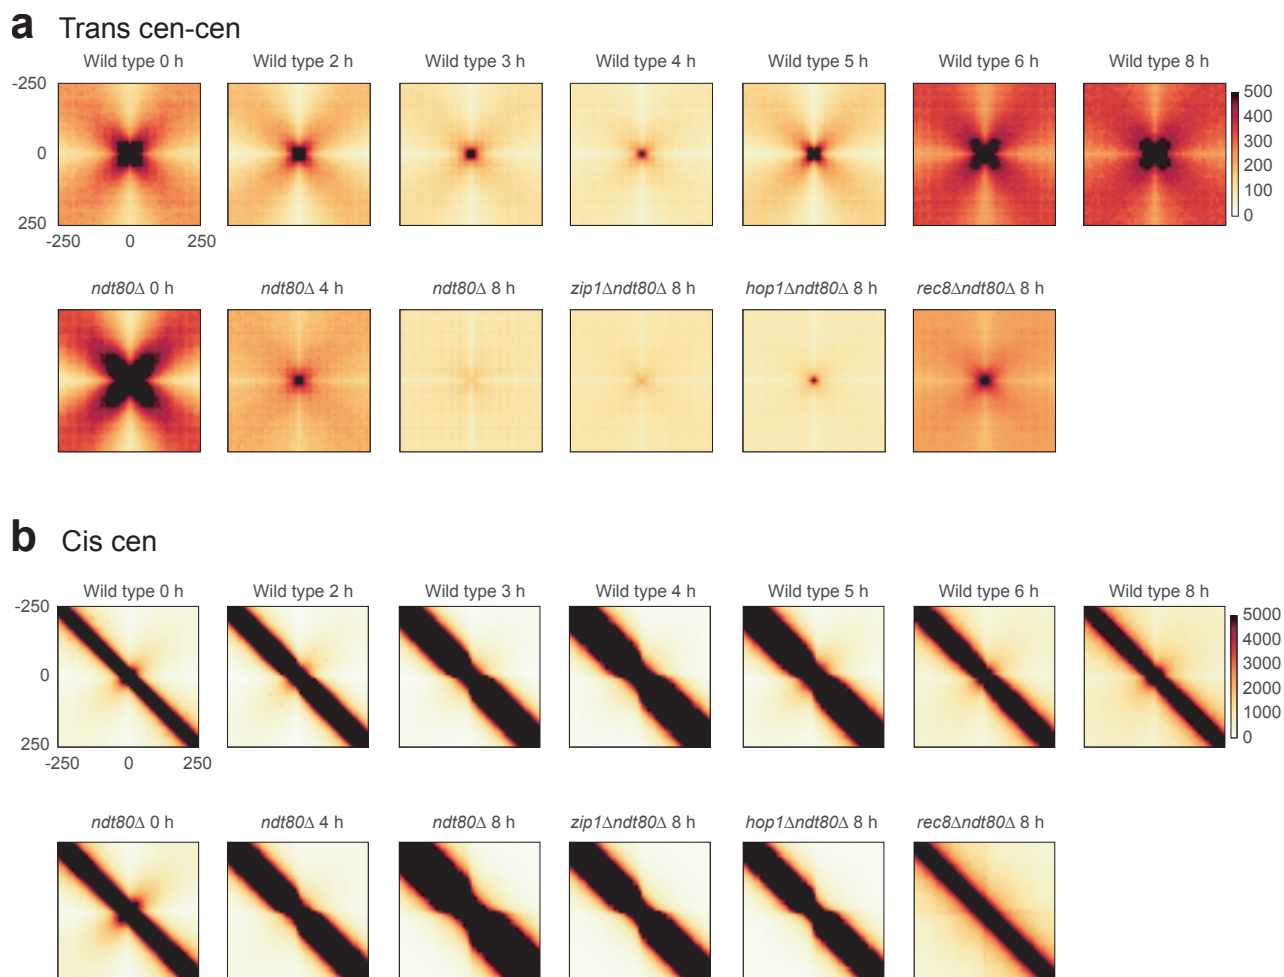 a Trans cen-cen
Wild type 0 h Wild type 2 h Wild type 3 h Wild type 4 h Wild type 5 h Wild type 6 h Wild type 8 h
-250
0
250
-250 0 250
500
400
300
200
100
0
ndt80Δ 0 h ndt80Δ 4 h ndt80Δ 8 h zip1Δndt80Δ 8 h hop1Δndt80Δ 8 h rec8Δndt80Δ 8 h
b Cis cen
Wild type 0 h Wild type 2 h Wild type 3 h Wild type 4 h Wild type 5 h Wild type 6 h Wild type 8 h
-250
0
250
-250 0 250
5000
4000
3000
2000
1000
0
ndt80Δ 0 h ndt80Δ 4 h ndt80Δ 8 h zip1Δndt80Δ 8 h hop1Δndt80Δ 8 h rec8Δndt80Δ 8 h